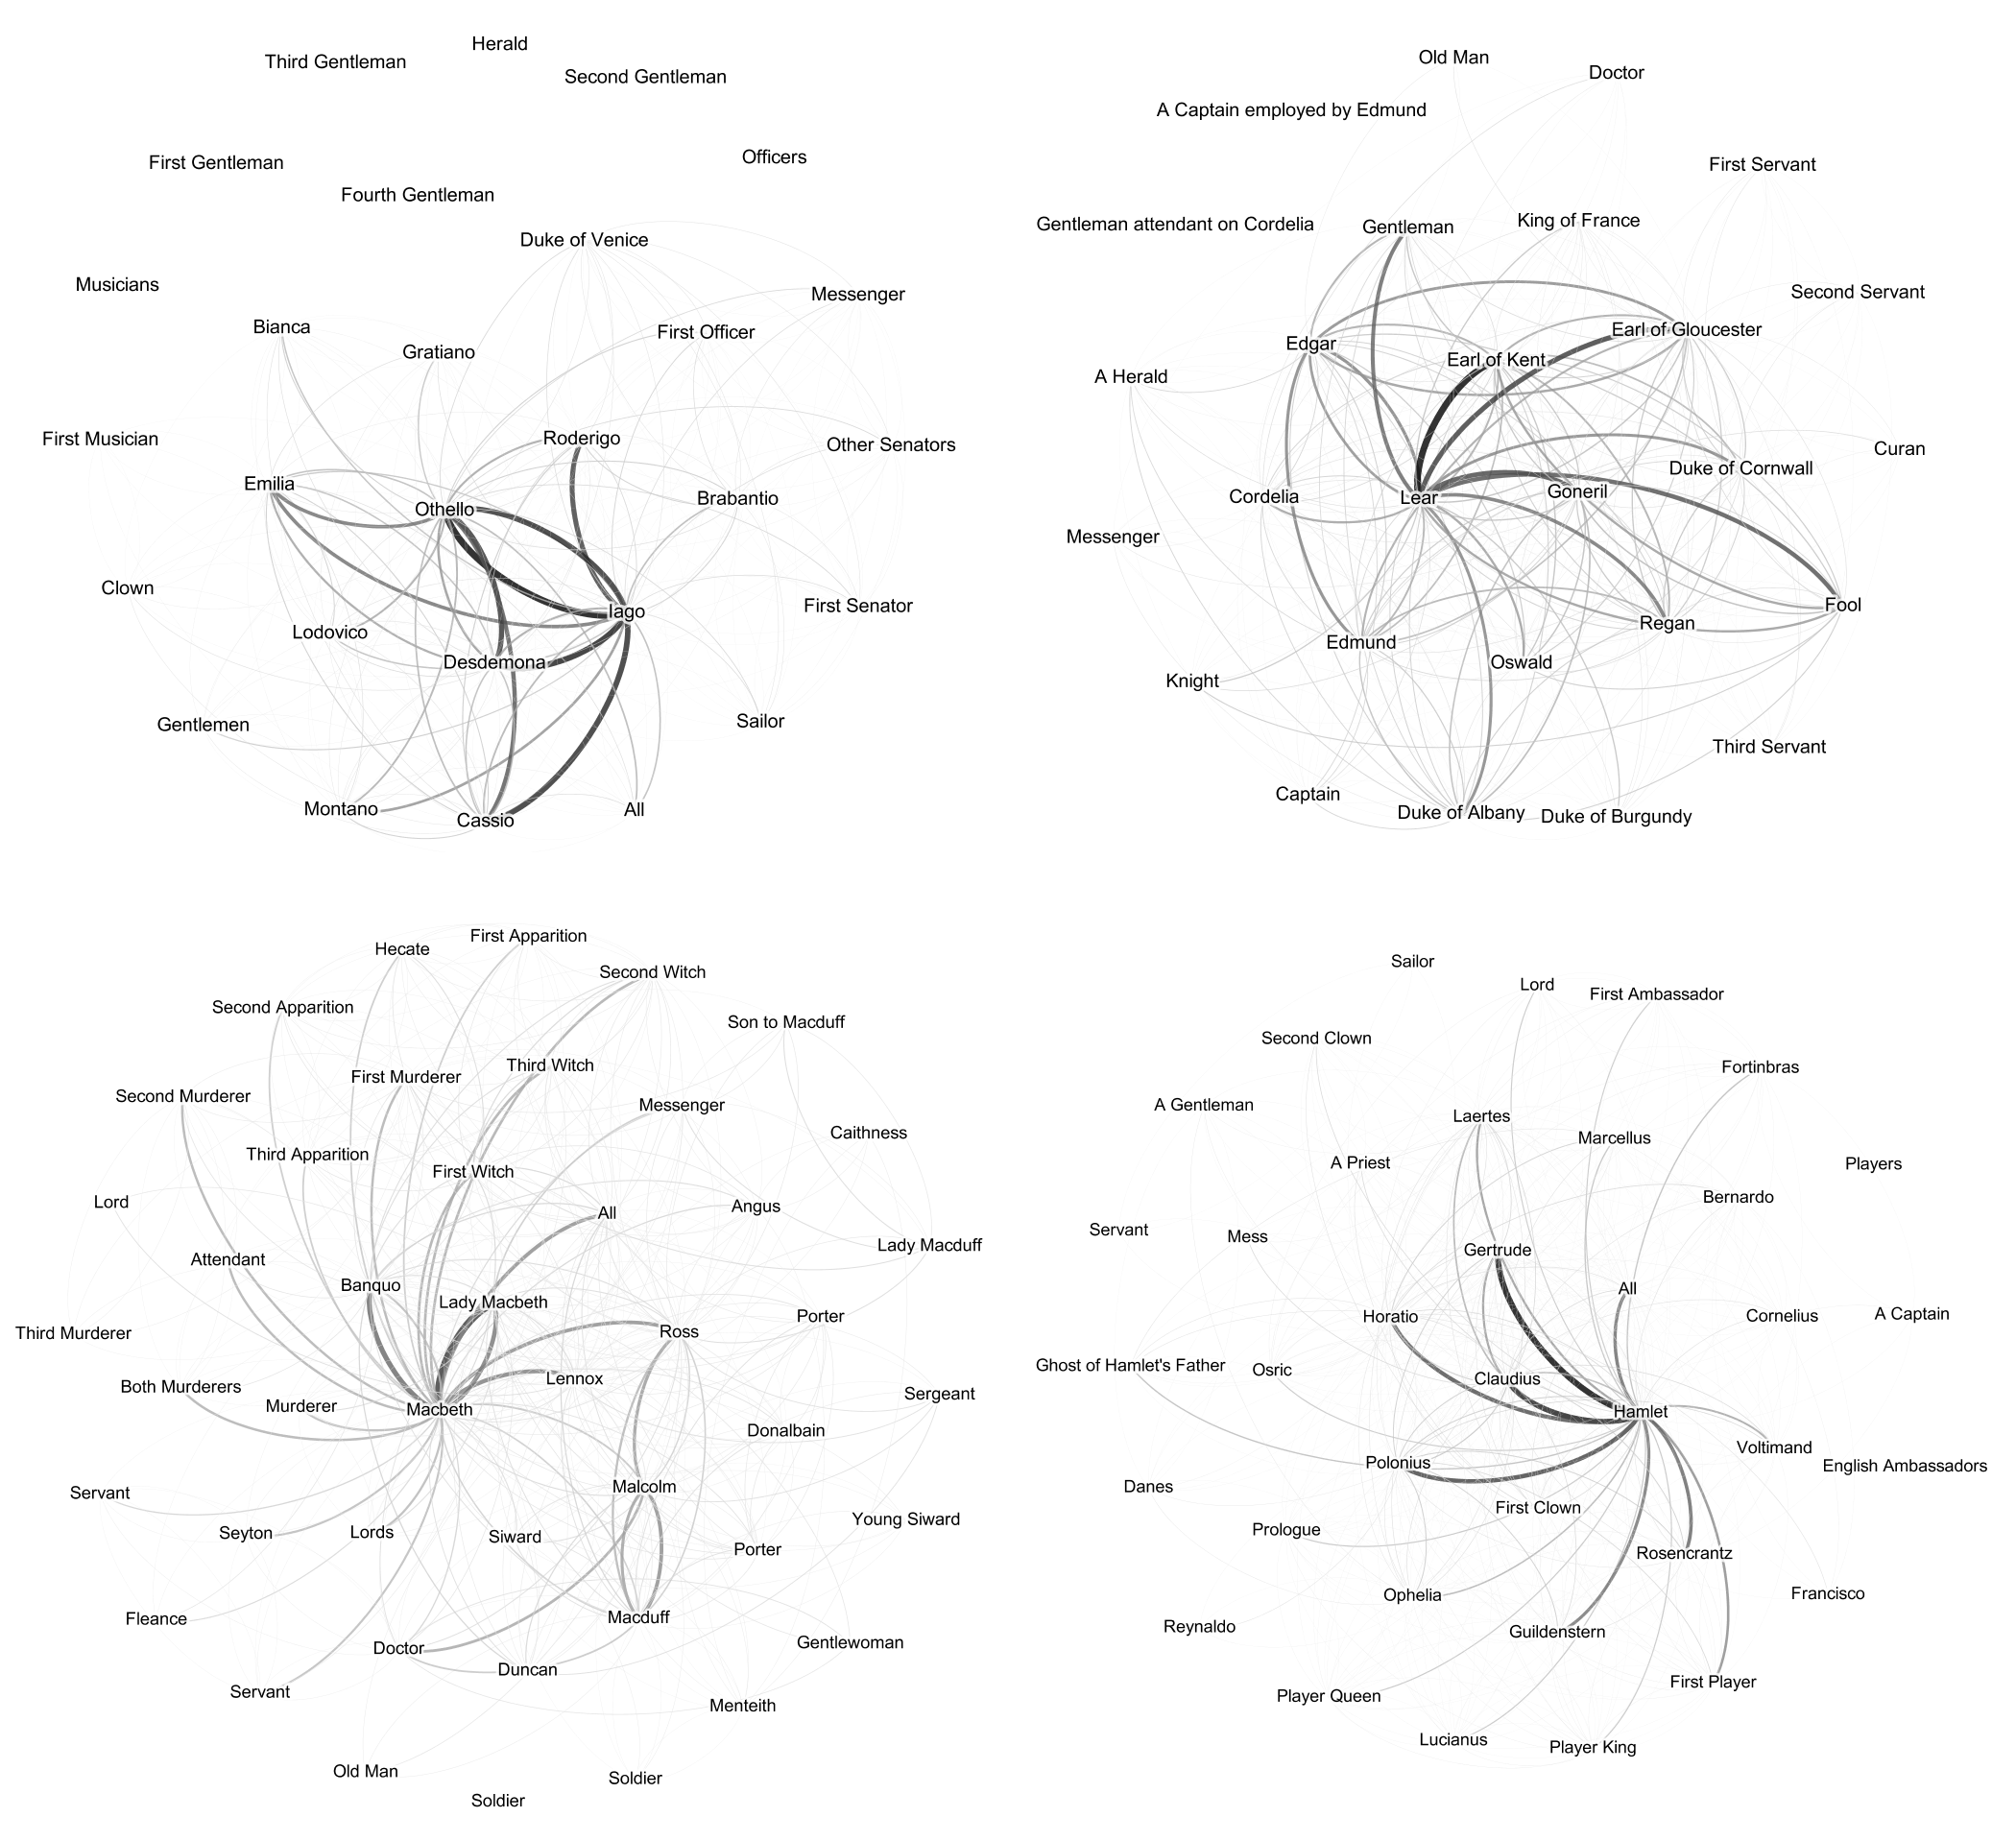 Herald
Third Gentleman
Second Gentleman
First Gentleman
Officers
Fourth Gentleman
Duke of Venice
Musicians
Messenger
Bianca
First Officer
Gratiano
First Musician
Roderigo
Other Senators
Emilia
Brabantio
Othello
Clown
First Senator
Iago
Lodovico
Desdemona
Gentlemen
Sailor
Montano
All
Cassio
Old Man
Doctor
A Captain employed by Edmund
First Servant
Gentleman attendant on Cordelia
Gentleman
King of France
Second Servant
Earl of Gloucester
Edgar
Earl of Kent
A Herald
Curan
Duke of Cornwall
Cordelia
Lear
Goneril
Messenger
Fool
Regan
Edmund
Oswald
Knight
Third Servant
Captain
Duke of Albany
Duke of Burgundy
First Apparition
Hecate
Second Witch
Second Apparition
Son to Macduff
Third Witch
First Murderer
Second Murderer
Messenger
Caithness
Third Apparition
First Witch
Lord
Angus
All
Lady Macduff
Attendant
Banquo
Lady Macbeth
Porter
Third Murderer
Ross
Lennox
Both Murderers
Sergeant
Murderer
Macbeth
Donalbain
Malcolm
Servant
Young Siward
Seyton
Lords
Siward
Porter
Fleance
Macduff
Gentlewoman
Doctor
Duncan
Servant
Menteith
Old Man
Soldier
Soldier
Sailor
Lord
First Ambassador
Second Clown
Fortinbras
A Gentleman
Laertes
Marcellus
A Priest
Players
Bernardo
Servant
Mess
Gertrude
All
Horatio
Cornelius
A Captain
Ghost of Hamlet's Father
Osric
Claudius
Hamlet
Voltimand
Polonius
English Ambassadors
Danes
First Clown
Prologue
Rosencrantz
Ophelia
Francisco
Reynaldo
Guildenstern
First Player
Player Queen
Lucianus
Player King